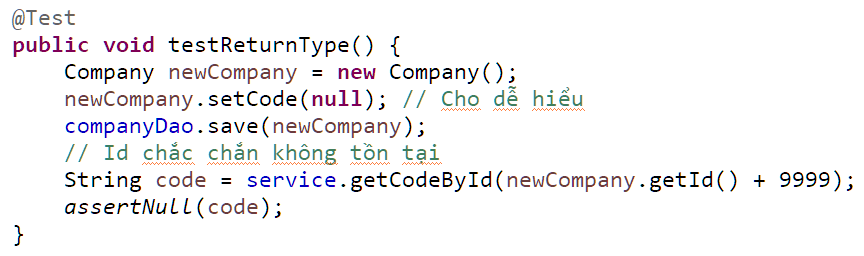 @Test
public void testReturnType() {
    Company newCompany = new Company();
    newCompany.setCode(null); // Cho dễ hiểu
    companyDao.save(newCompany);
    // Id chắc chắn không tồn tại
    String code = service.getCodeById(newCompany.getId() + 9999);
    assertNull(code);
}